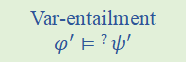 Var-entailment
φ′ ⊨ ? ψ′